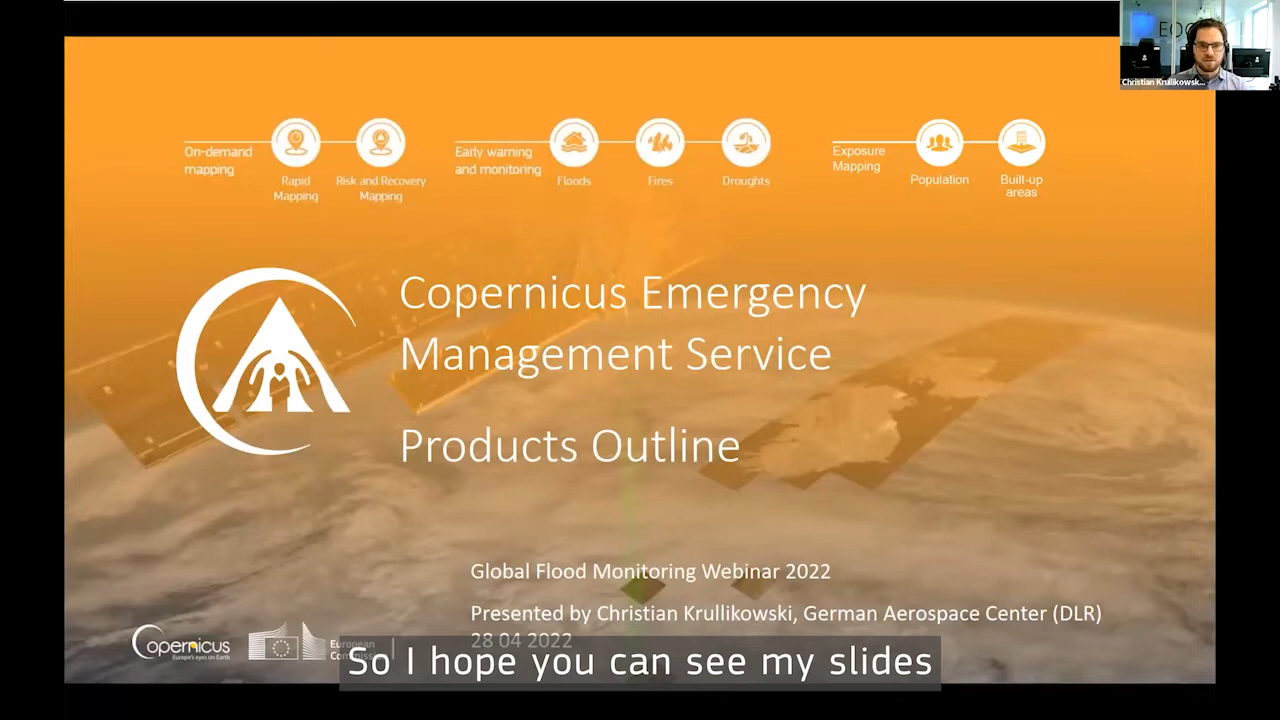 EO
Christian Krullikowsk...
On-demand
mapping
Rapid
Mapping
Risk and Recovery
Mapping
Early warning
and monitoring
Floods
Fires
Droughts
Exposure
Mapping
Population
Built-up
areas
Copernicus Emergency
Management Service
Products Outline
Global Flood Monitoring Webinar 2022
Presented by Christian Krullikowski, German Aerospace Center (DLR)
28 04 2022
Copernicus
Europe's eyes on Earth
European
So I hope you can see my slides